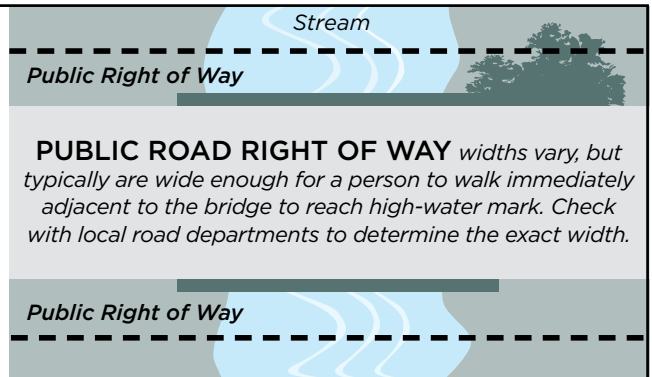 Stream
Public Right of Way
PUBLIC ROAD RIGHT OF WAY widths vary, but
typically are wide enough for a person to walk immediately
adjacent to the bridge to reach high-water mark. Check
with local road departments to determine the exact width.
Public Right of Way